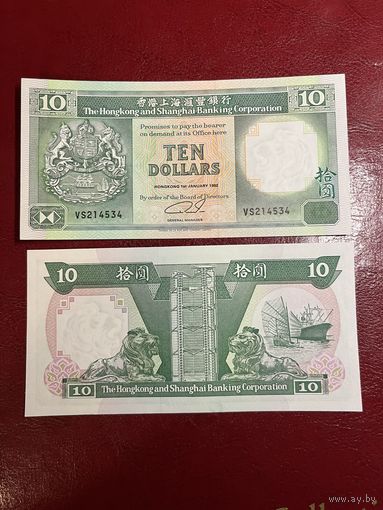 10 香港上海滙豐銀行 10
The Hongkong and Shanghai Banking Corporation
Promises to pay the bearer
on demand at its Office here
TEN
DOLLARS
HONGKONG 1st JANUARY 1992
By order of the Board of Directors
VS214534 VS214534
GENERAL MANAGER
拾圓
10 拾圓 拾圓 10
10 The Hongkong and Shanghai Banking Corporation 10
ay.by